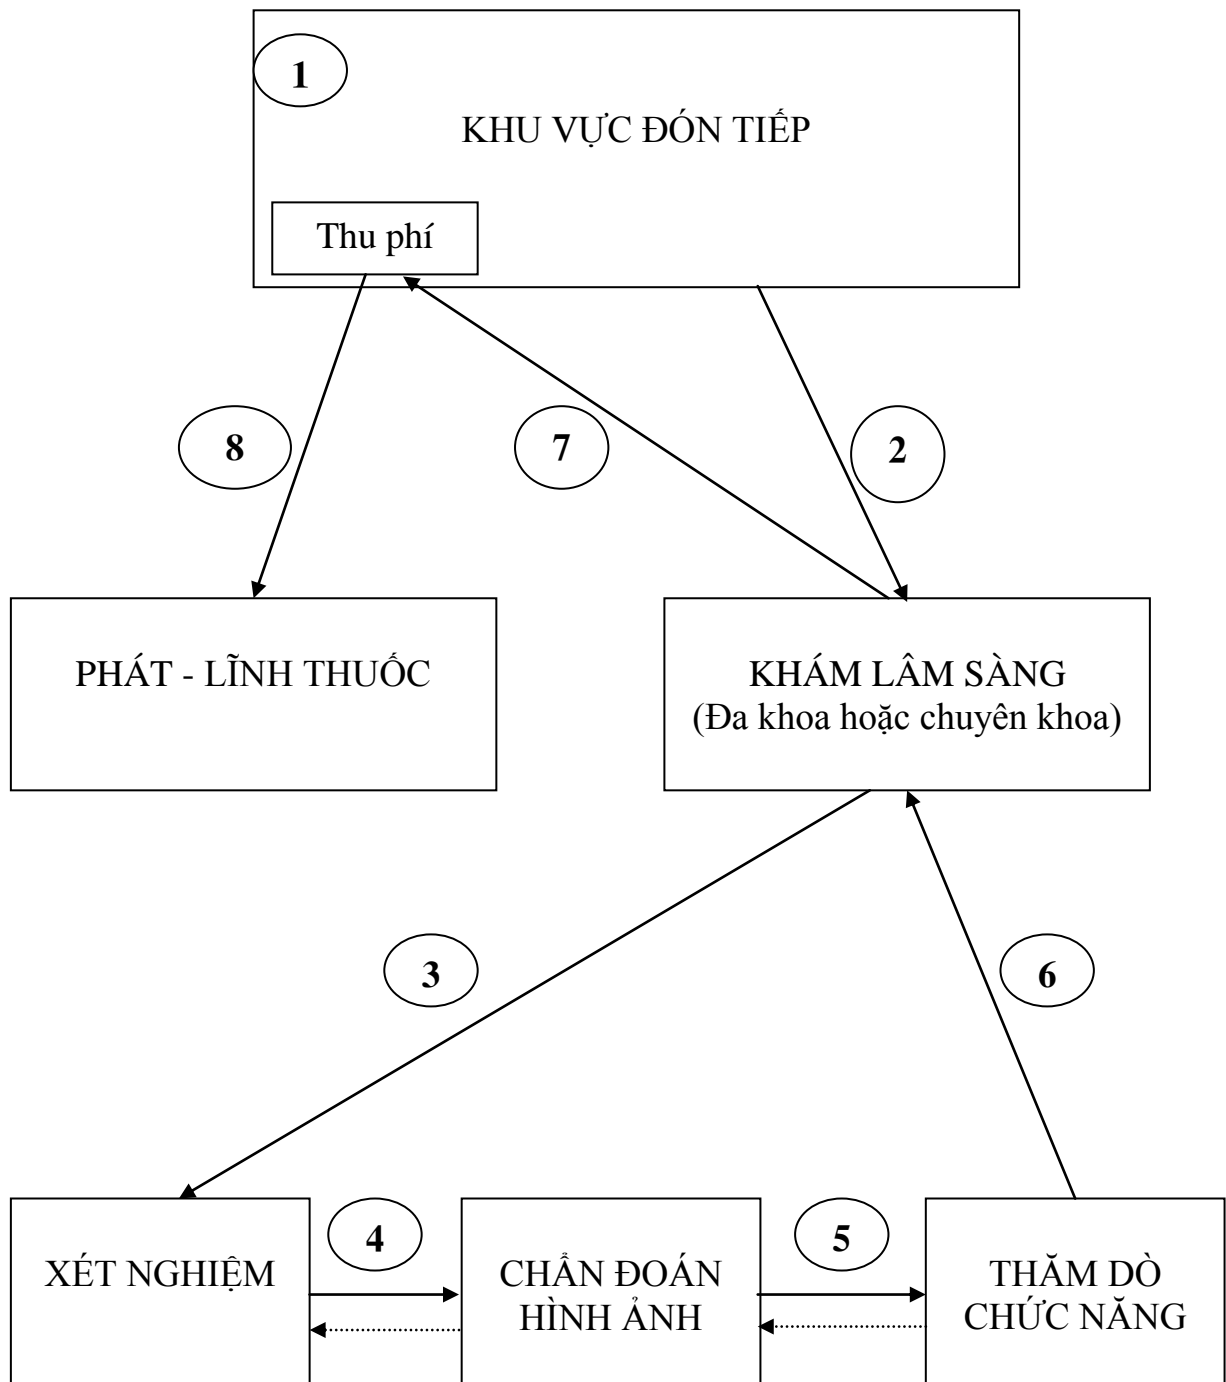 1
KHU VỰC ĐÓN TIẾP
Thu phí
8
7
2
PHÁT - LĨNH THUỐC
KHÁM LÂM SÀNG
(Đa khoa hoặc chuyên khoa)
3
6
XÉT NGHIỆM
4
CHẨN ĐOÁN
HÌNH ẢNH
5
THĂM DÒ
CHỨC NĂNG